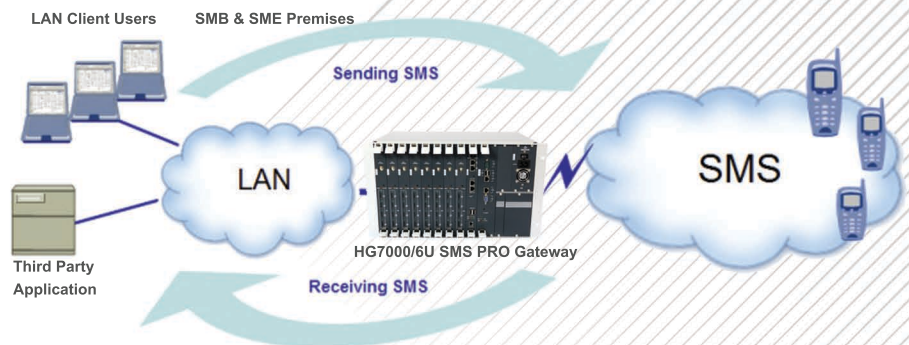 LAN Client Users
SMB & SME Premises
Sending SMS
LAN
SMS
HG7000/6U SMS PRO Gateway
Third Party
Application
Receiving SMS